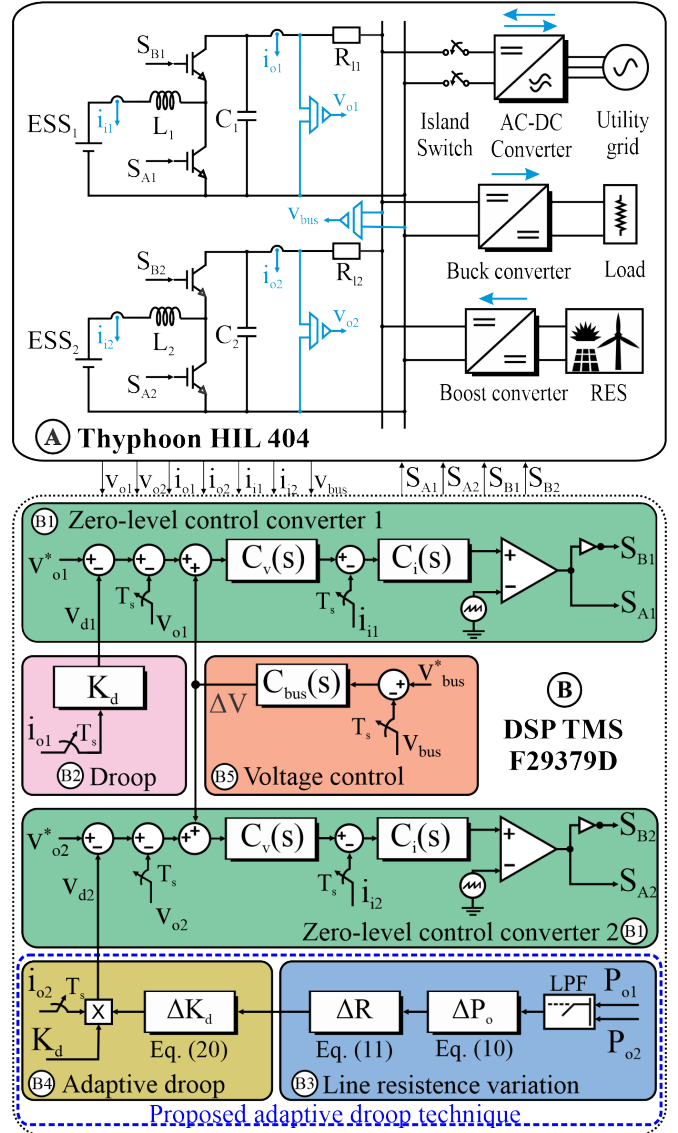 S_B1
i_o1
R_l1
ESS_1
i_i1
L_1
C_1
v_o1
S_A1
Island
Switch
AC-DC
Converter
Utility
grid
v_bus
S_B2
i_o2
R_l2
Buck converter
Load
ESS_2
i_i2
L_2
C_2
v_o2
S_A2
Boost converter
RES
A Thyphoon HIL 404
v_o1 v_o2 i_o1 i_o2 i_i1 i_i2 v_bus S_A1 S_A2 S_B1 S_B2
B1 Zero-level control converter 1
v*_o1
C_v(s)
C_i(s)
S_B1
T_s
T_s
S_A1
v_d1
v_o1
i_i1
K_d
ΔV
C_bus(s)
v*_bus
B
i_o1
T_s
T_s
v_bus
DSP TMS
F29379D
B2 Droop
B5 Voltage control
v*_o2
C_v(s)
C_i(s)
S_B2
T_s
T_s
S_A2
v_d2
v_o2
i_i2
Zero-level control converter 2 B1
i_o2
T_s
X
ΔK_d
ΔR
ΔP_o
LPF
P_o1
P_o2
K_d
Eq. (20)
Eq. (11)
Eq. (10)
B4 Adaptive droop
B3 Line resistence variation
Proposed adaptive droop technique